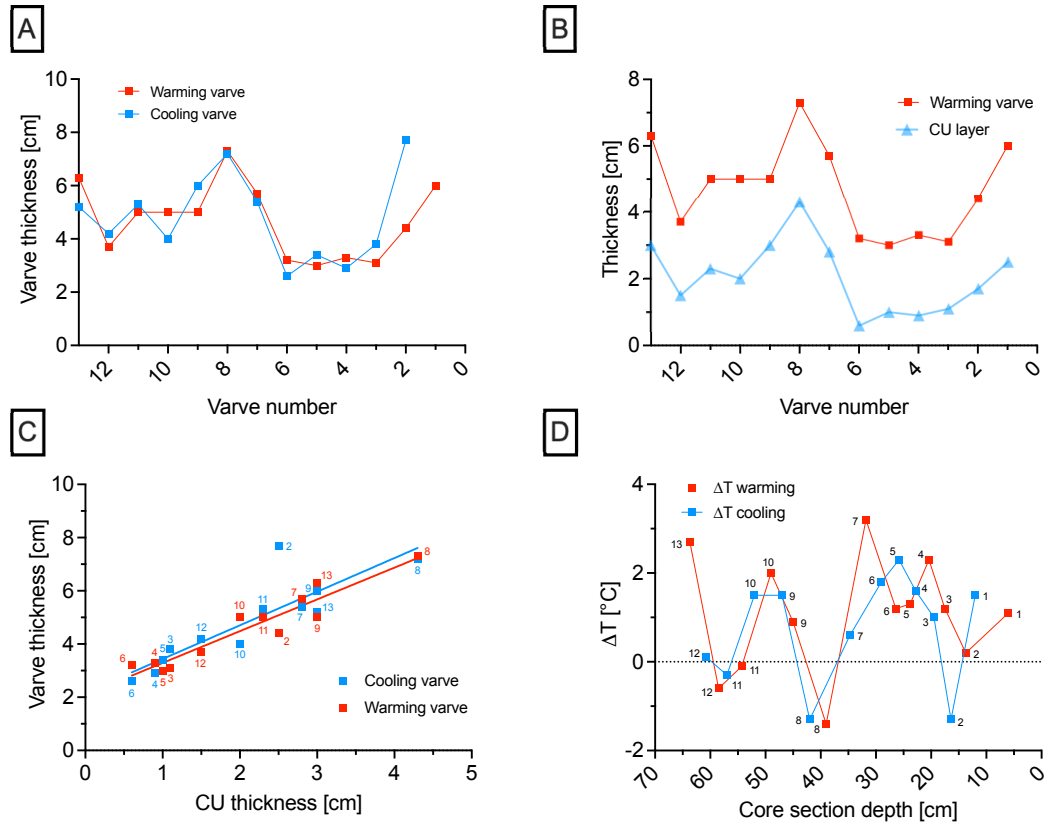 A
Warming varve
Cooling varve
Varve thickness [cm]
10
8
6
4
2
0
12 10 8 6 4 2 0
Varve number
B
Warming varve
CU layer
Thickness [cm]
8
6
4
2
0
12 10 8 6 4 2 0
Varve number
C
Varve thickness [cm]
10
8
6
4
2
0
2
8
8
13
9
7
13
7
9
11
11
10
2
10
12
12
3
5
4
6
3
5
4
6
Cooling varve
Warming varve
0 1 2 3 4 5
CU thickness [cm]
D
ΔT warming
ΔT cooling
ΔT [°C]
4
2
0
-2
7
13
5
4
10
10
9
6
4
6
5
3
3
1
1
9
7
2
12
11
12
11
8
8
2
70 60 50 40 30 20 10 0
Core section depth [cm]